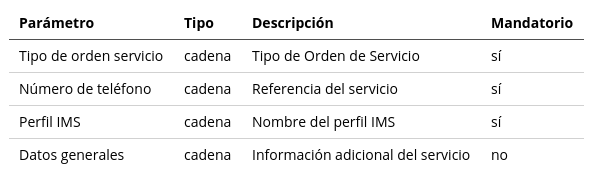 Parámetro Tipo Descripción Mandatorio
Tipo de orden servicio cadena Tipo de Orden de Servicio sí
Número de teléfono cadena Referencia del servicio sí
Perfil IMS cadena Nombre del perfil IMS sí
Datos generales cadena Información adicional del servicio no